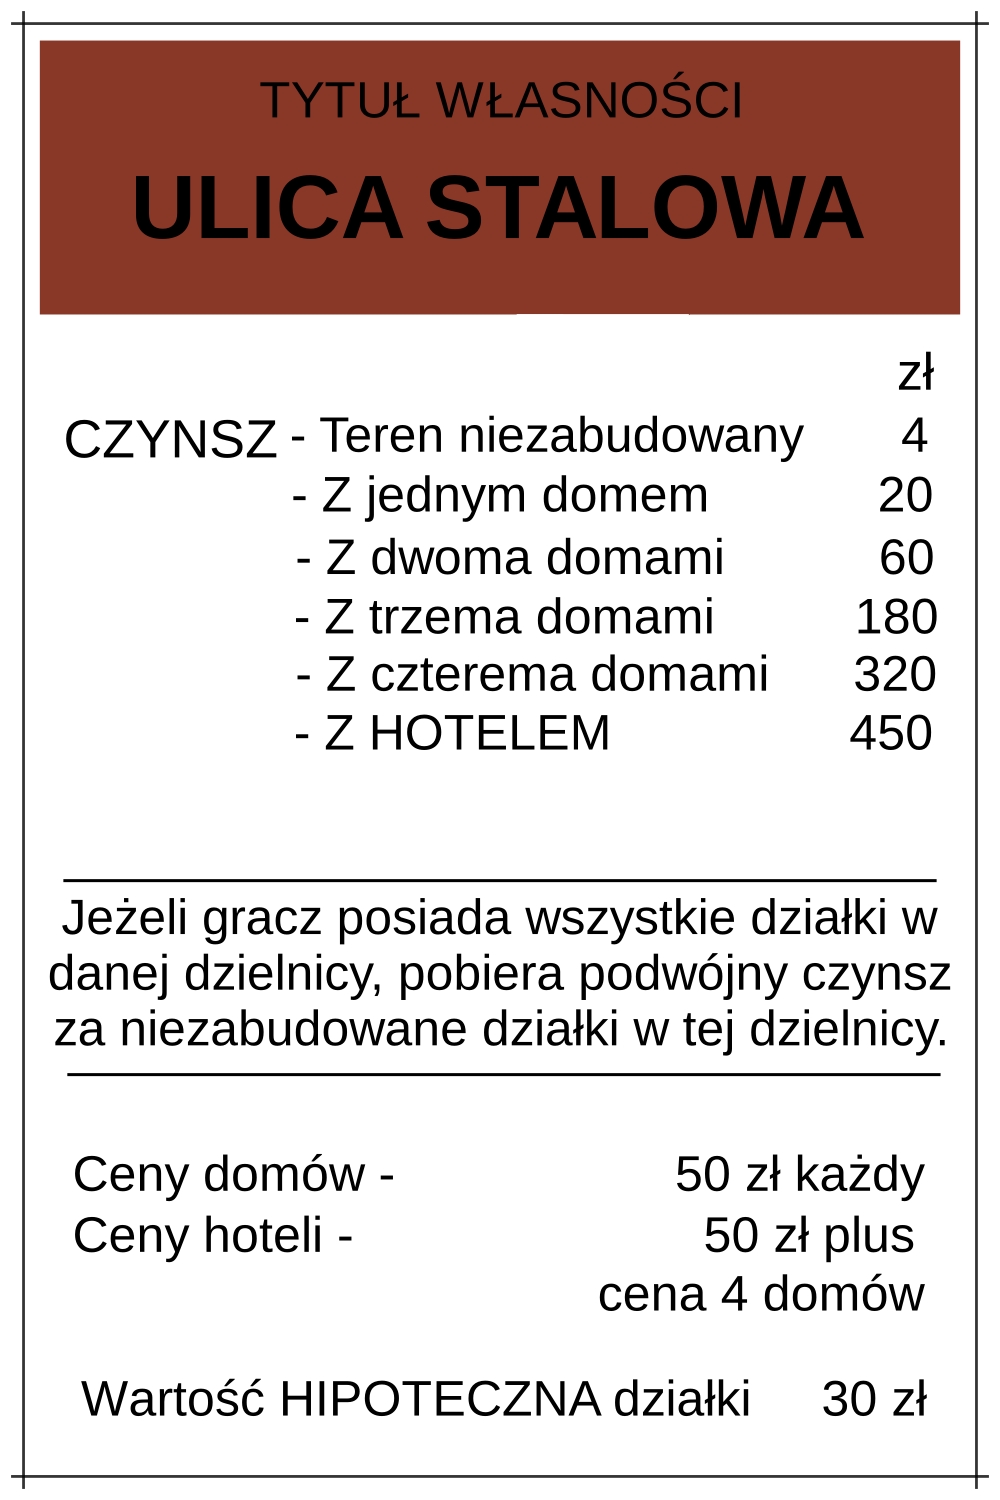 TYTUŁ WŁASNOŚCI
ULICA STALOWA
zł
CZYNSZ - Teren niezabudowany 4
- Z jednym domem 20
- Z dwoma domami 60
- Z trzema domami 180
- Z czterema domami 320
- Z HOTELEM 450
Jeżeli gracz posiada wszystkie działki w
danej dzielnicy, pobiera podwójny czynsz
za niezabudowane działki w tej dzielnicy.
Ceny domów - 50 zł każdy
Ceny hoteli - 50 zł plus
cena 4 domów
Wartość HIPOTECZNA działki 30 zł